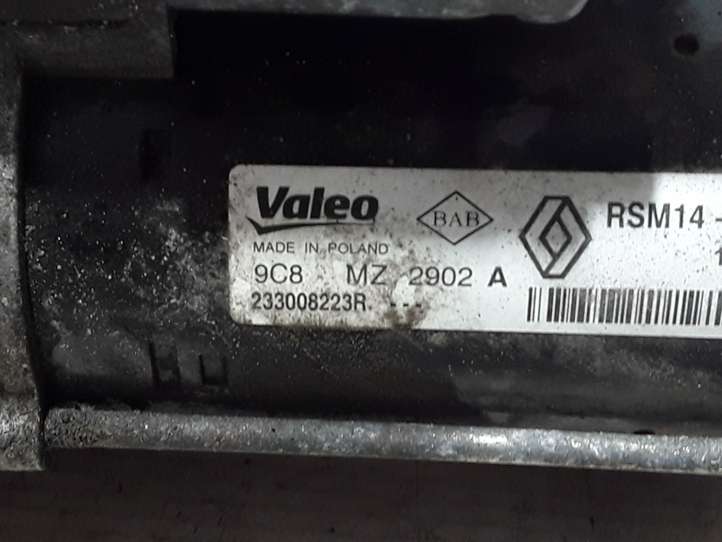 Valeo BAB RSM14
MADE IN POLAND
9C8 MZ 2902 A
233008223R ---